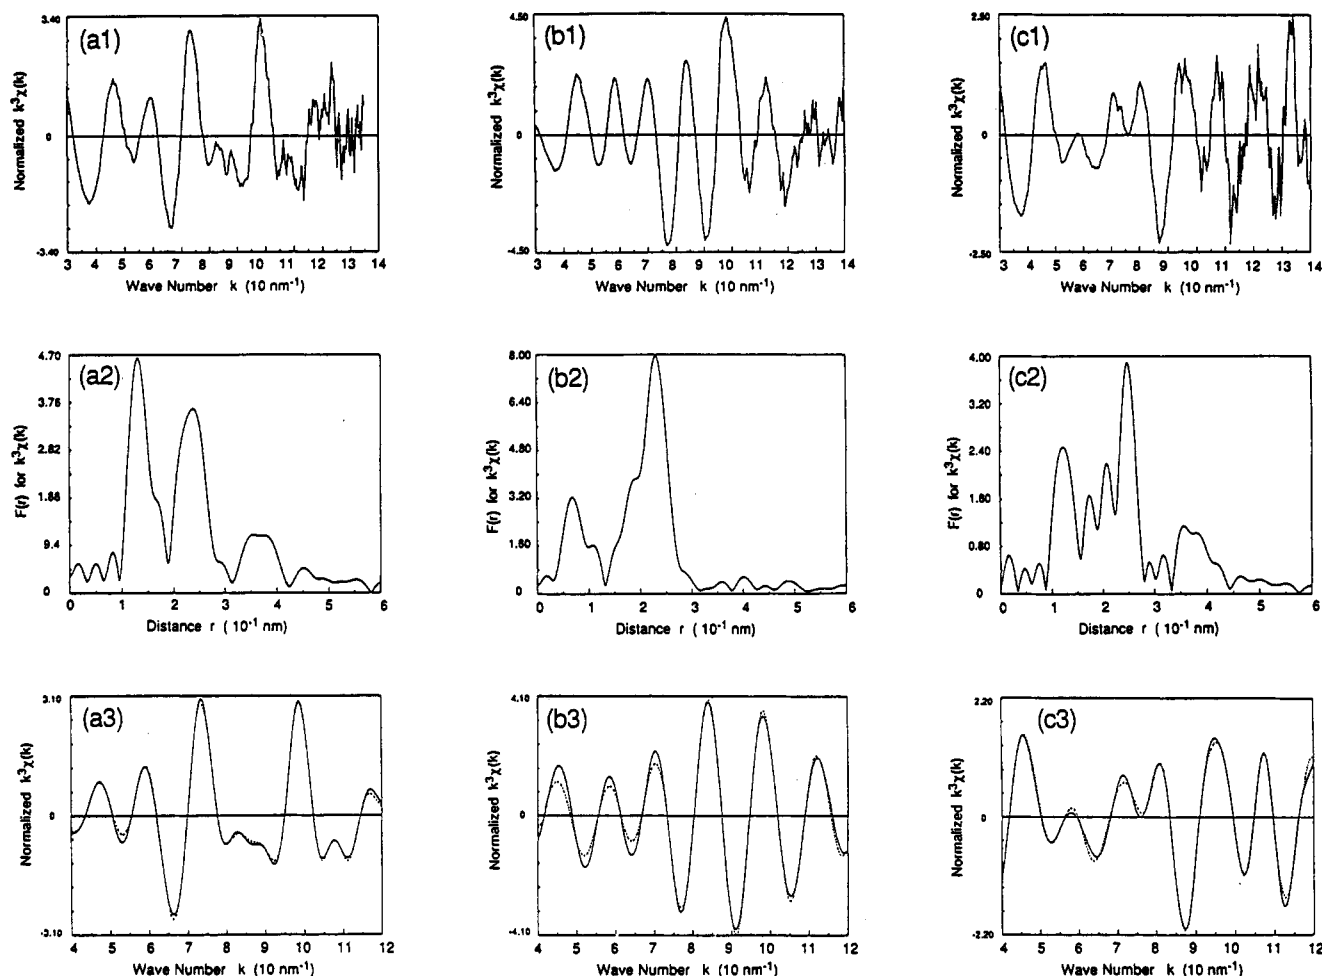 (a1)
Normalized k³χ(k)
3.40
0
-3.40
3 4 5 6 7 8 9 10 11 12 13 14
Wave Number k (10 nm⁻¹)
(b1)
Normalized k³χ(k)
4.50
0
-4.50
3 4 5 6 7 8 9 10 11 12 13 14
Wave Number k (10 nm⁻¹)
(c1)
Normalized k³χ(k)
2.50
0
-2.50
3 4 5 6 7 8 9 10 11 12 13 14
Wave Number k (10 nm⁻¹)
(a2)
F(r) for k³χ(k)
4.70
3.76
2.82
1.88
9.4
0
0 1 2 3 4 5 6
Distance r ( 10⁻¹ nm)
(b2)
F(r) for k³χ(k)
8.00
6.40
4.80
3.20
1.60
0
0 1 2 3 4 5 6
Distance r ( 10⁻¹ nm)
(c2)
F(r) for k³χ(k)
4.00
3.20
2.40
1.60
0.80
0
0 1 2 3 4 5 6
Distance r ( 10⁻¹ nm)
(a3)
Normalized k³χ(k)
3.10
0
-3.10
4 5 6 7 8 9 10 11 12
Wave Number k (10 nm⁻¹)
(b3)
Normalized k³χ(k)
4.10
0
-4.10
4 5 6 7 8 9 10 11 12
Wave Number k (10 nm⁻¹)
(c3)
Normalized k³χ(k)
2.20
0
-2.20
4 5 6 7 8 9 10 11 12
Wave Number k (10 nm⁻¹)